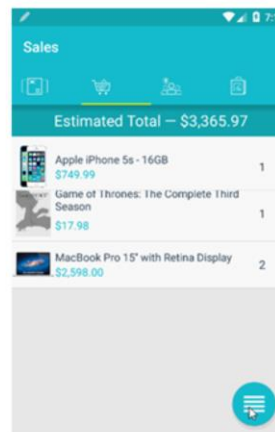 7:
Sales
Estimated Total — $3,365.97
Apple iPhone 5s - 16GB
$749.99
1
Game of Thrones: The Complete Third
Season
$17.98
1
MacBook Pro 15" with Retina Display
$2,598.00
2